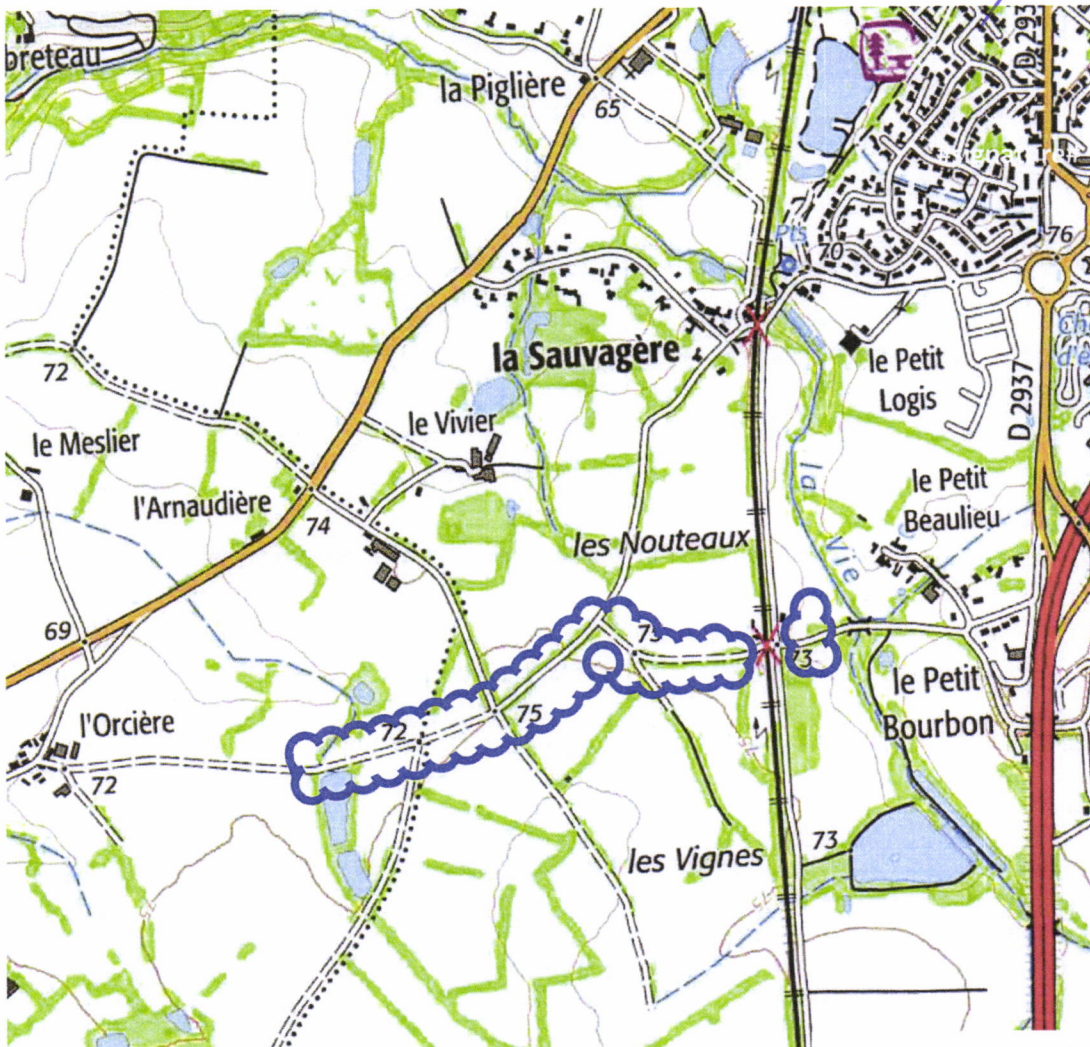 breteau
la Piglière
65
D 293
#signature#
Pts
70
76
72
la Sauvagère
le Petit
Logis
D 2937
le Meslier
le Vivier
l'Arnaudière
74
la Vie
le Petit
Beaulieu
les Nouteaux
69
73
73
le Petit
Bourbon
l'Orcière
72
75
72
les Vignes
73
75